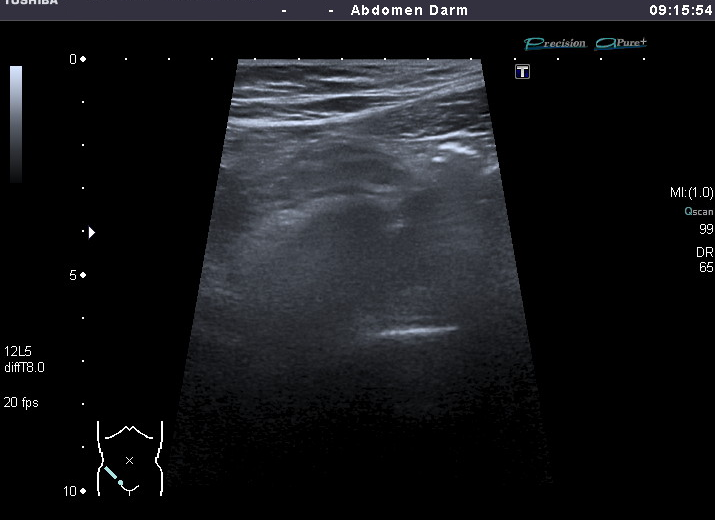 TOSHIBA
- - Abdomen Darm 09:15:54
Precision APure+
0
T
MI:(1.0)
Qscan
99
DR
65
5
12L5
diffT8.0
20 fps
10